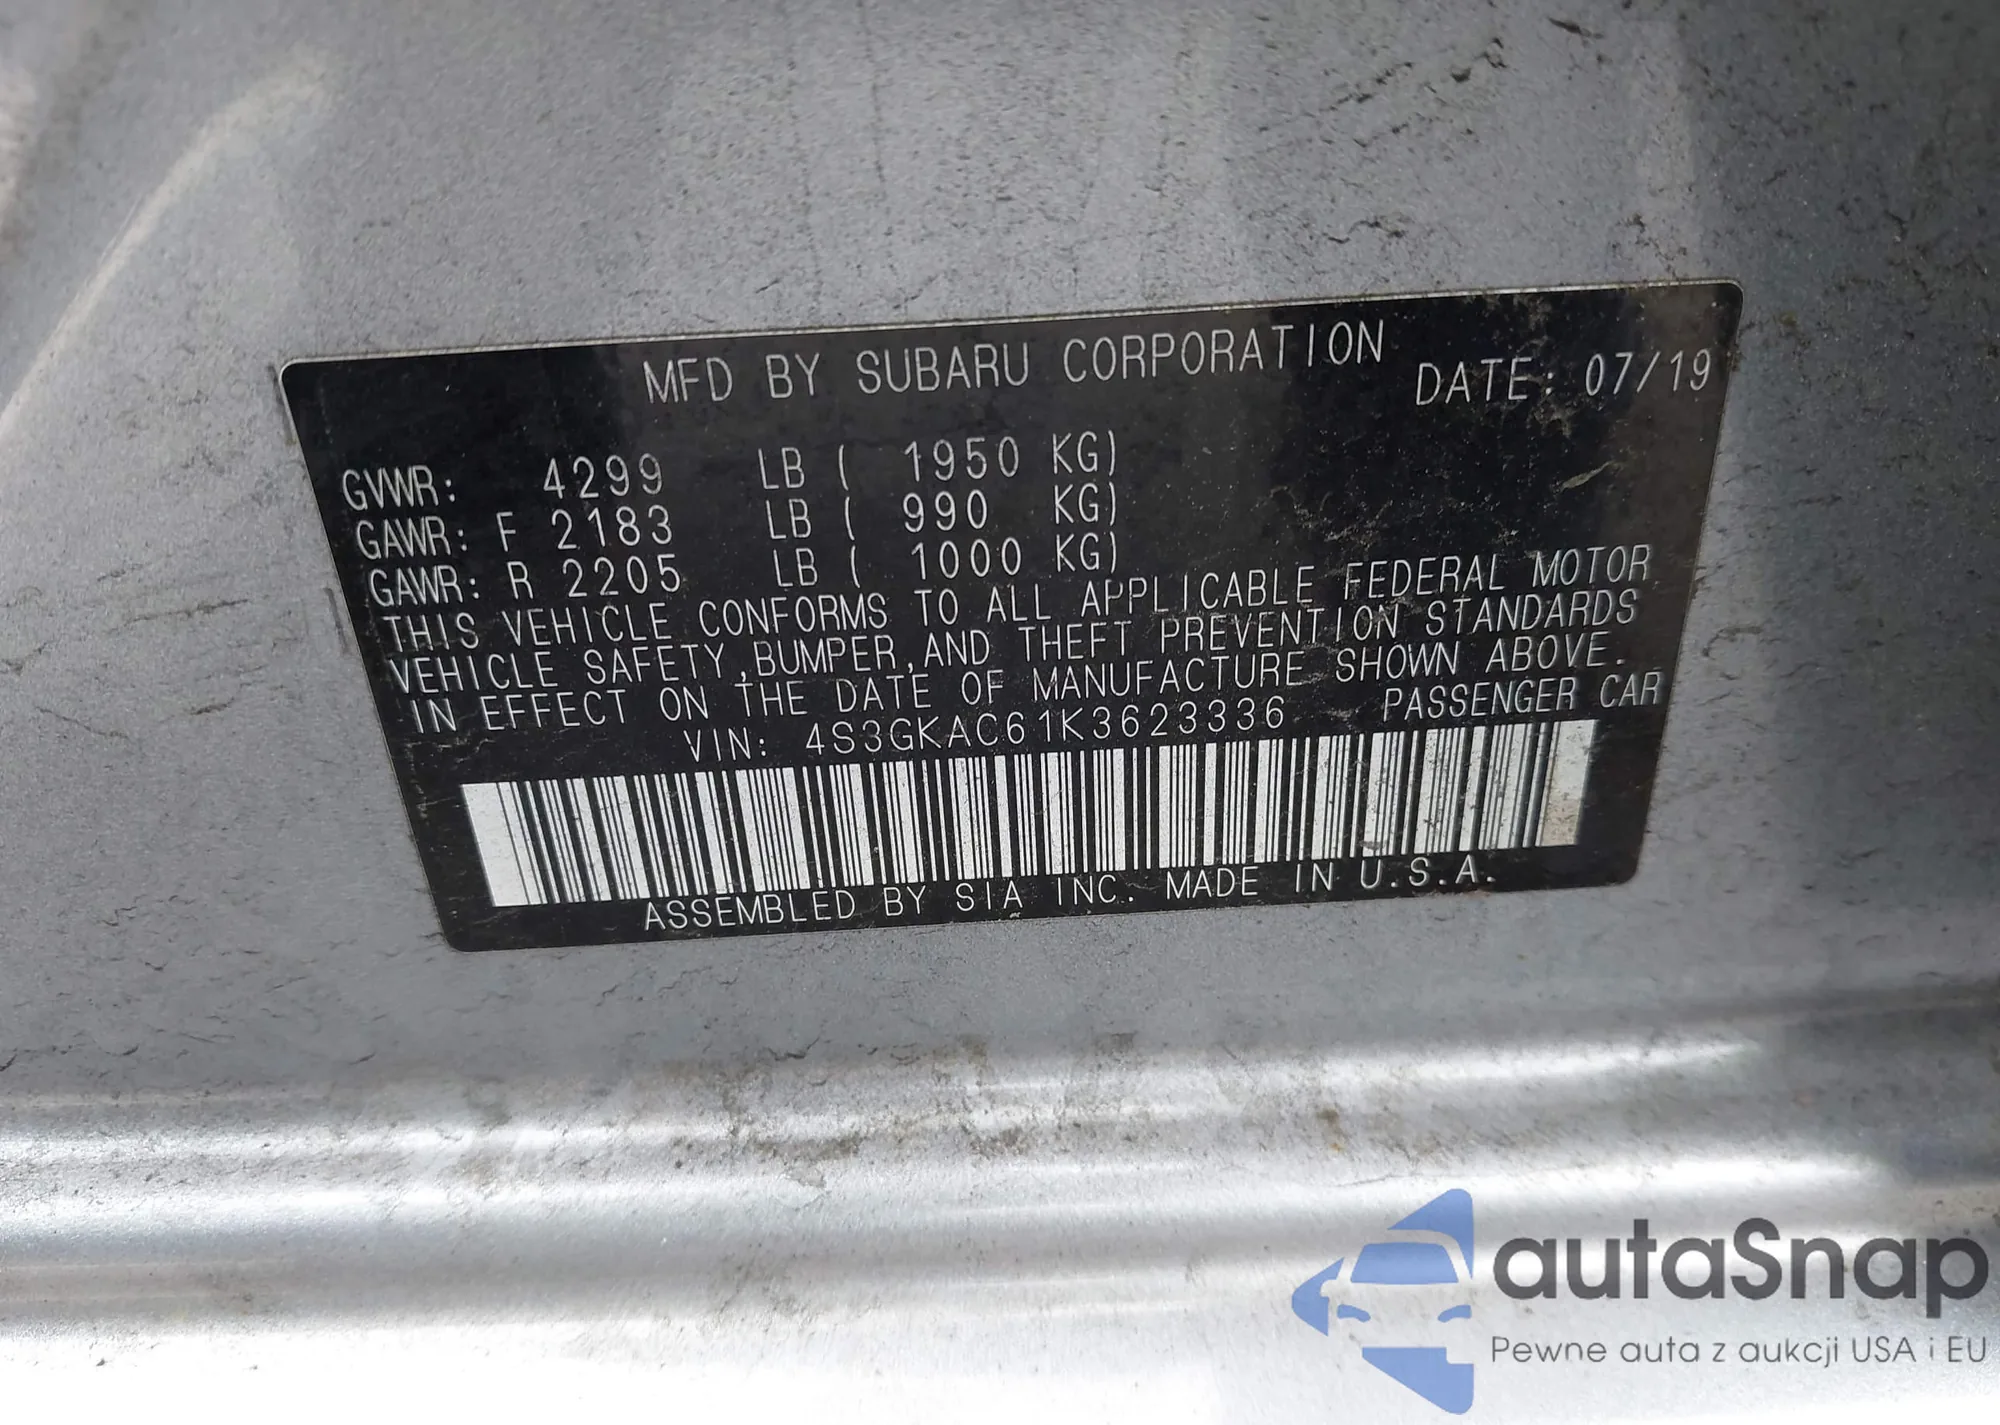 MFD BY SUBARU CORPORATION DATE: 07/19
GVWR: 4299 LB ( 1950 KG)
GAWR: F 2183 LB ( 990 KG)
GAWR: R 2205 LB ( 1000 KG)
THIS VEHICLE CONFORMS TO ALL APPLICABLE FEDERAL MOTOR
VEHICLE SAFETY,BUMPER,AND THEFT PREVENTION STANDARDS
IN EFFECT ON THE DATE OF MANUFACTURE SHOWN ABOVE.
VIN: 4S3GKAC61K3623336 PASSENGER CAR
ASSEMBLED BY SIA INC. MADE IN U.S.A.
autaSnap
Pewne auta z aukcji USA i EU